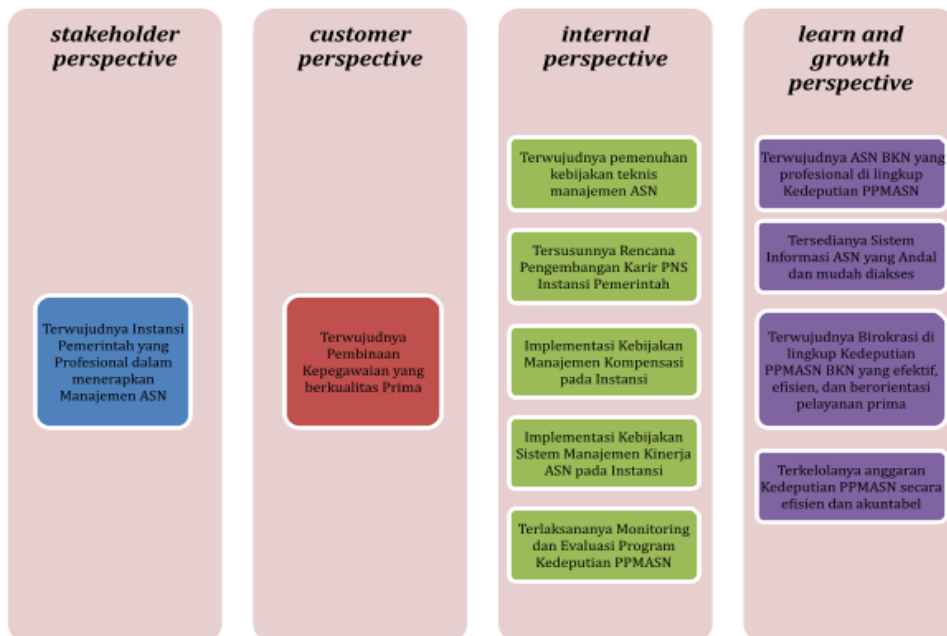 stakeholder
perspective
Terwujudnya Instansi
Pemerintah yang
Profesional dalam
menerapkan
Manajemen ASN
customer
perspective
Terwujudnya
Pembinaan
Kepegawaian yang
berkualitas Prima
internal
perspective
Terwujudnya pemenuhan
kebijakan teknis
manajemen ASN
Tersusunnya Rencana
Pengembangan Karir PNS
Instansi Pemerintah
Implementasi Kebijakan
Manajemen Kompensasi
pada Instansi
Implementasi Kebijakan
Sistem Manajemen Kinerja
ASN pada Instansi
Terlaksananya Monitoring
dan Evaluasi Program
Kedeputian PPMASN
learn and
growth
perspective
Terwujudnya ASN BKN yang
profesional di lingkup
Kedeputian PPMASN
Tersedianya Sistem
Informasi ASN yang Andal
dan mudah diakses
Terwujudnya Birokrasi di
lingkup Kedeputian
PPMASN BKN yang efektif,
efisien, dan berorientasi
pelayanan prima
Terkelolanya anggaran
Kedeputian PPMASN secara
efisien dan akuntabel